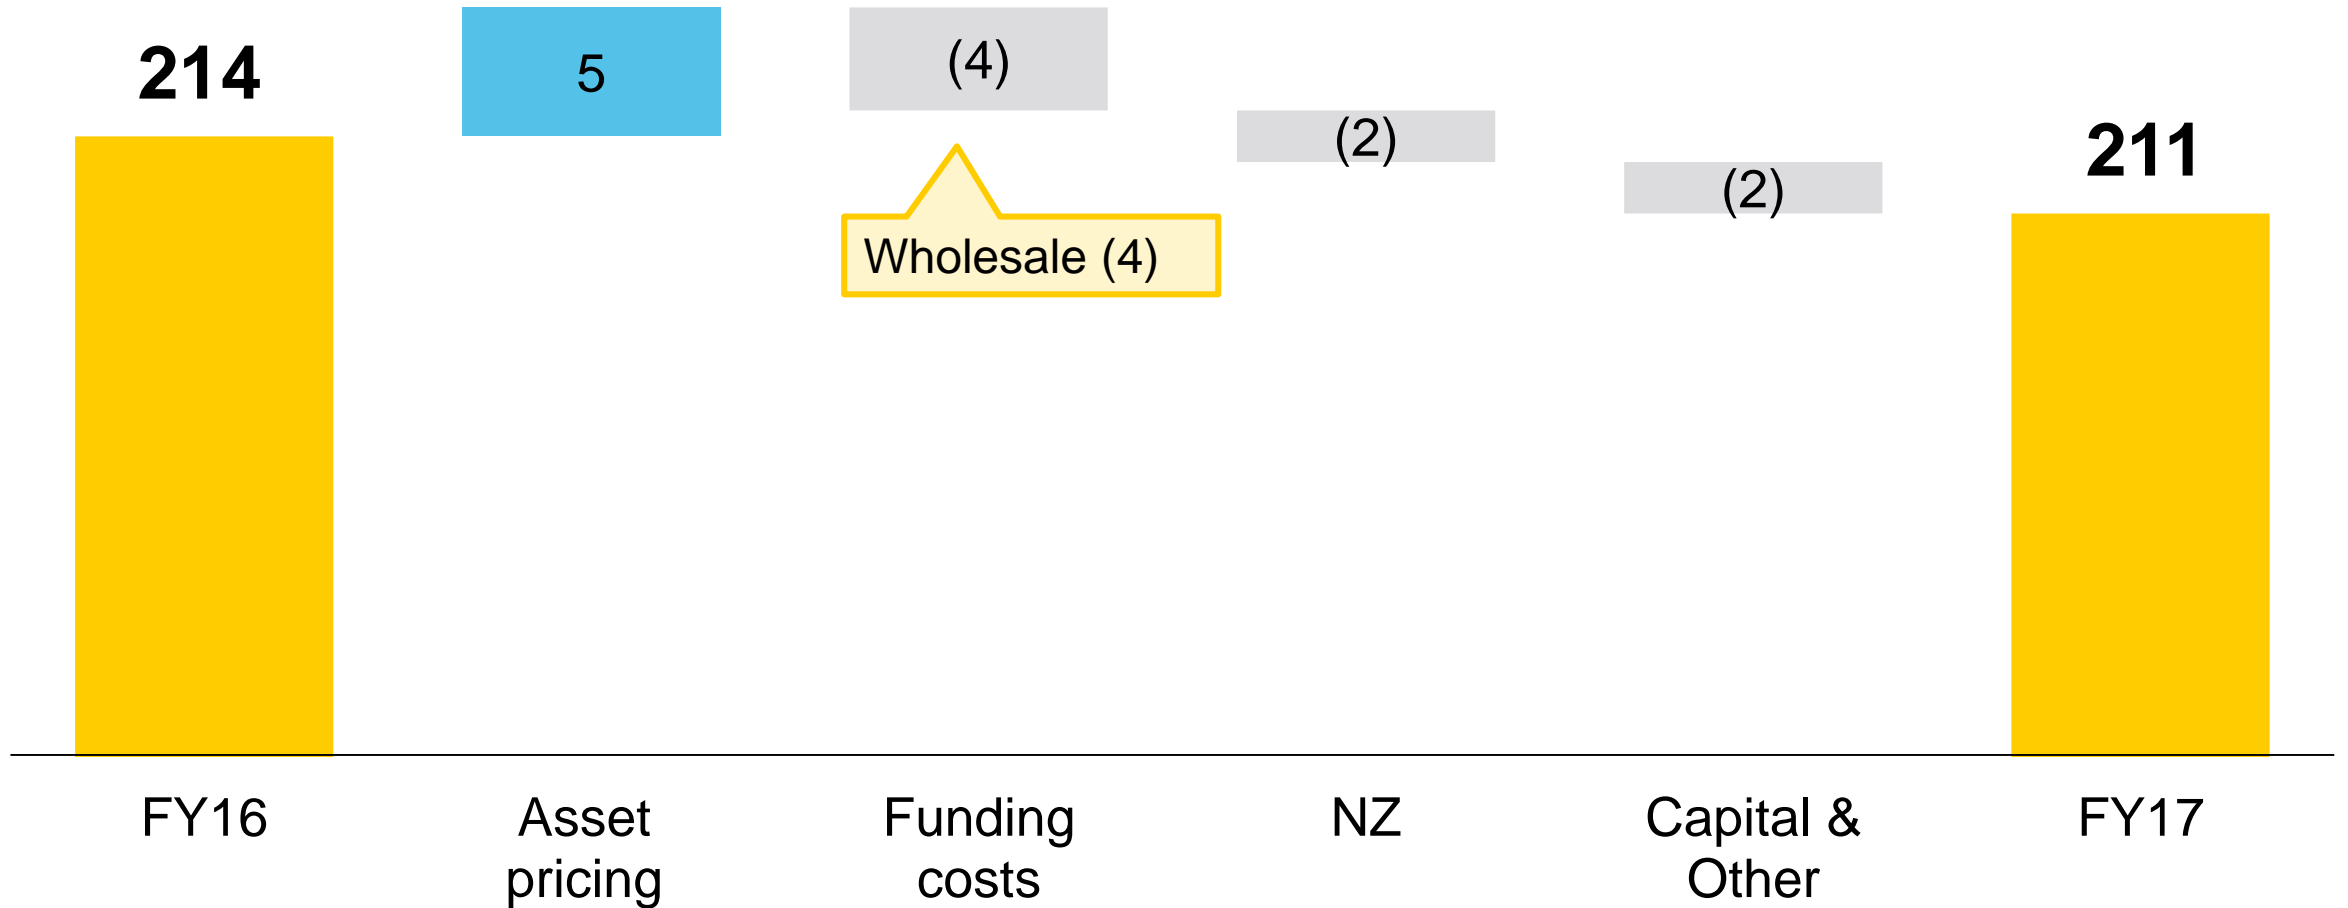 214
5
(4)
(2)
(2)
211
Wholesale (4)
FY16
Asset
pricing
Funding
costs
NZ
Capital &
Other
FY17